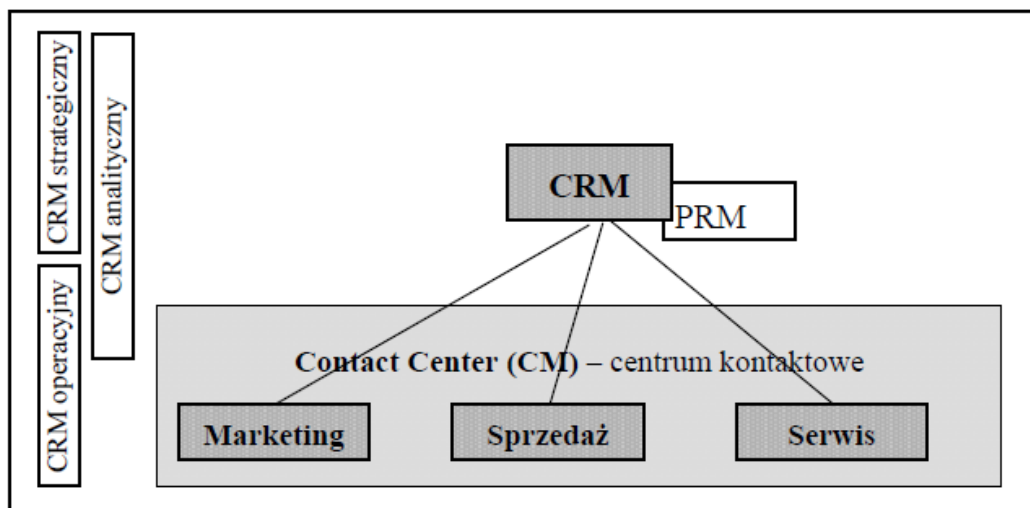 CRM strategiczny
CRM operacyjny
CRM analityczny
CRM
PRM
Contact Center (CM) – centrum kontaktowe
Marketing
Sprzedaż
Serwis